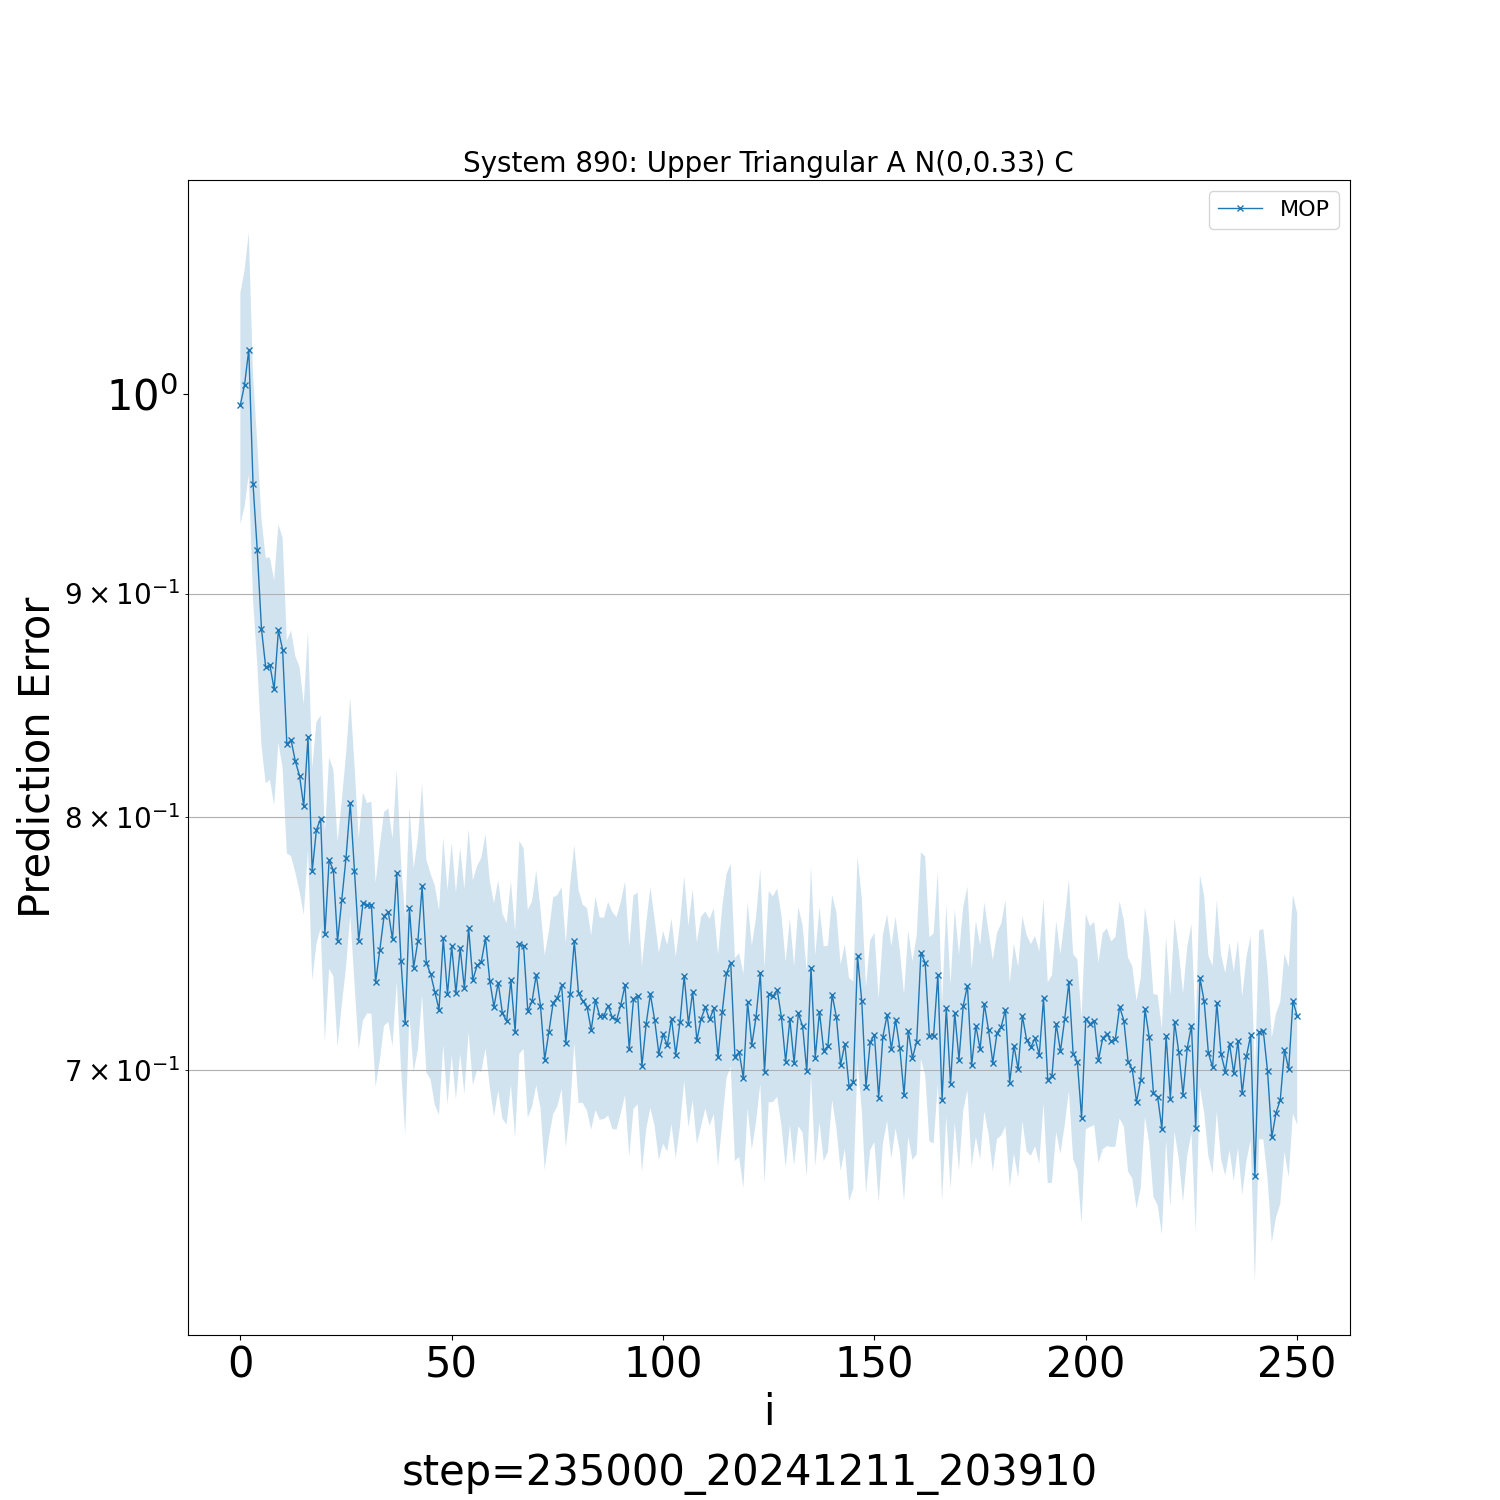 System 890: Upper Triangular A N(0,0.33) C
MOP
10⁰
9 × 10⁻¹
8 × 10⁻¹
7 × 10⁻¹
Prediction Error
0 50 100 150 200 250
i
step=235000_20241211_203910